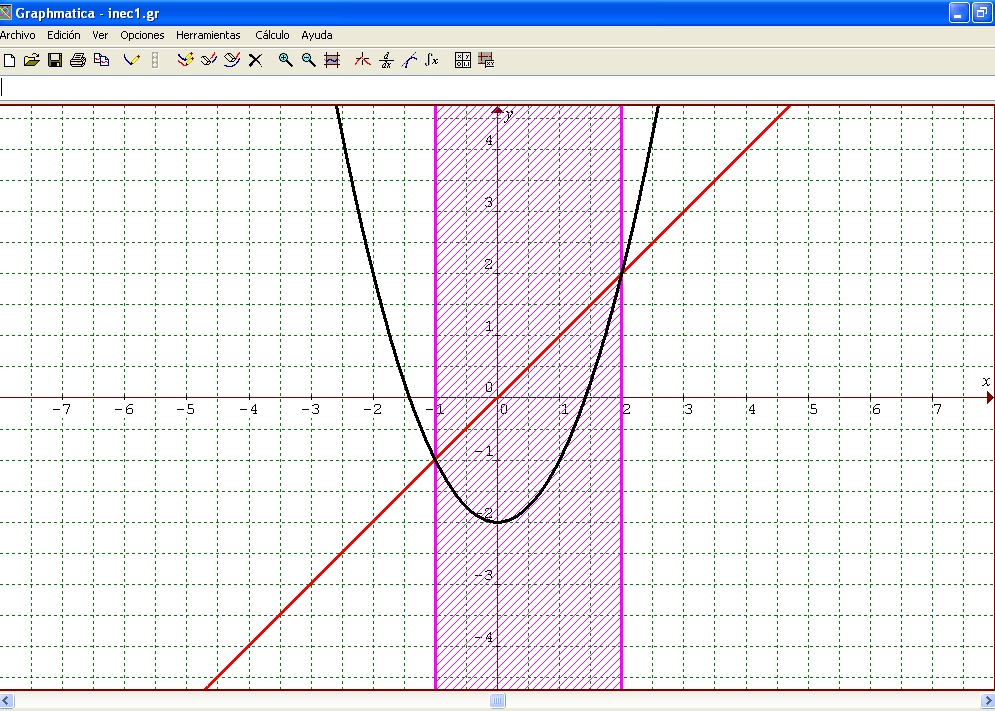 Graphmatica - inec1.gr
Archivo Edición Ver Opciones Herramientas Cálculo Ayuda
y
4
3
2
1
0
x
-7 -6 -5 -4 -3 -2 -1 0 1 2 3 4 5 6 7
-1
-2
-3
-4